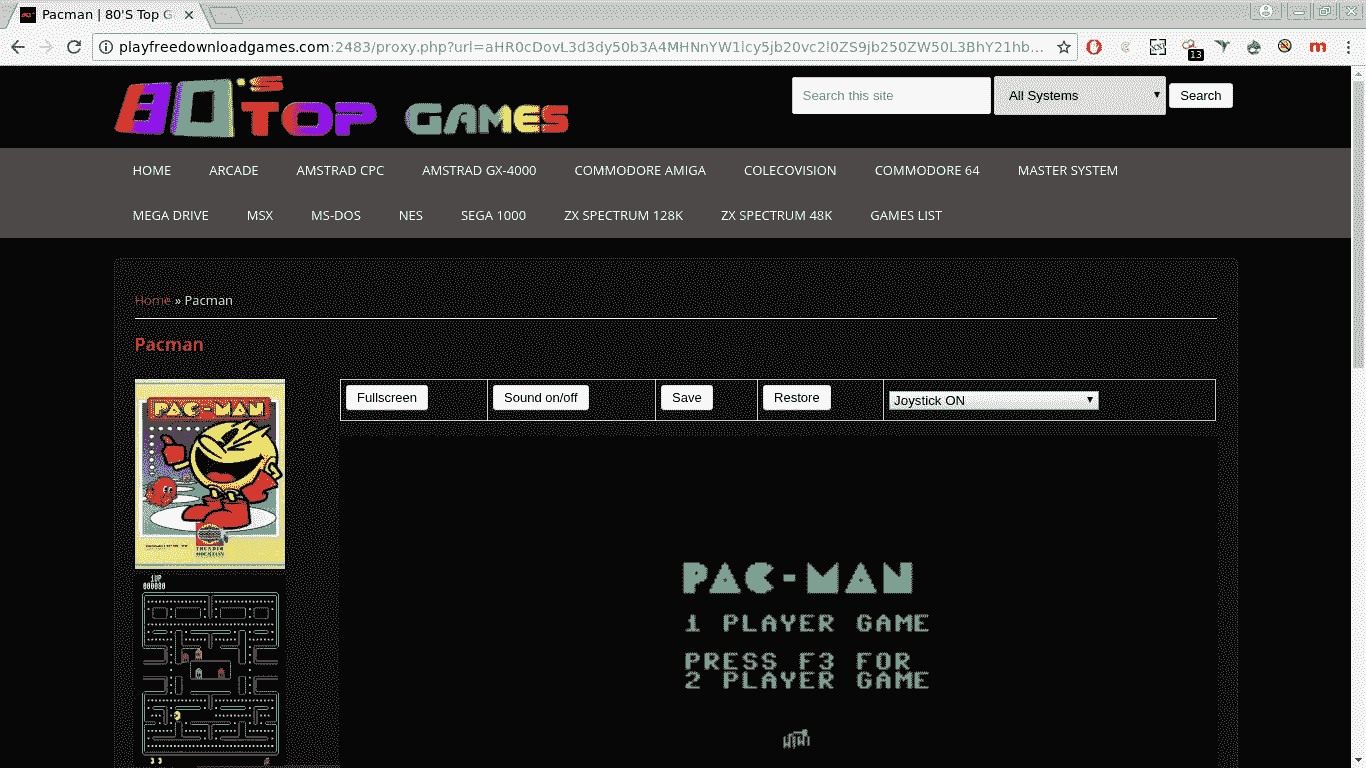 Pacman | 80'S Top G
playfreedownloadgames.com:2483/proxy.php?url=aHR0cDovL3d3dy50b3A4MHNnYW1lcy5jb20vc2l0ZS9jb250ZW50L3BhY21hb...
13
80'S TOP GAMES
Search this site
All Systems
Search
HOME ARCADE AMSTRAD CPC AMSTRAD GX-4000 COMMODORE AMIGA COLECOVISION COMMODORE 64 MASTER SYSTEM
MEGA DRIVE MSX MS-DOS NES SEGA 1000 ZX SPECTRUM 128K ZX SPECTRUM 48K GAMES LIST
Home » Pacman
Pacman
PAC-MAN
Fullscreen Sound on/off Save Restore Joystick ON
1UP
PAC-MAN
1 PLAYER GAME
PRESS F3 FOR
2 PLAYER GAME